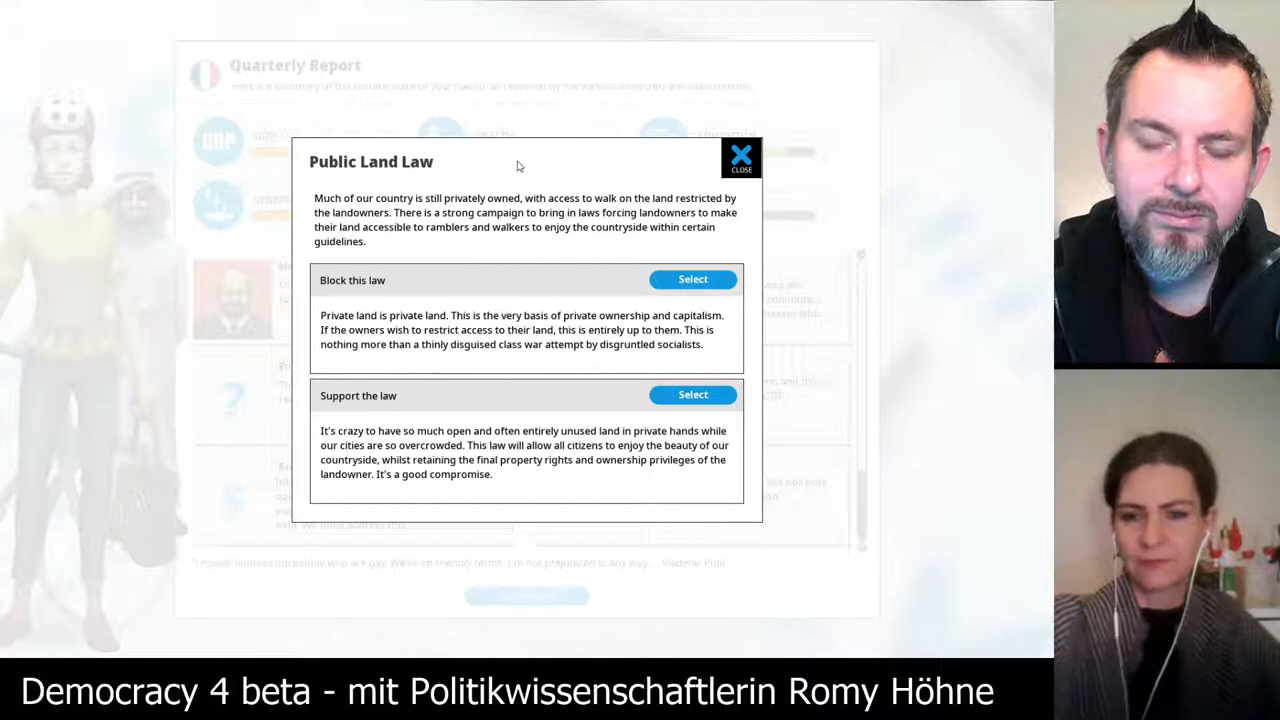 Quarterly Report
GDP
Public Land Law
CLOSE
Much of our country is still privately owned, with access to walk on the land restricted by
the landowners. There is a strong campaign to bring in laws forcing landowners to make
their land accessible to ramblers and walkers to enjoy the countryside within certain
guidelines.
Block this law
Select
Private land is private land. This is the very basis of private ownership and capitalism.
If the owners wish to restrict access to their land, this is entirely up to them. This is
nothing more than a thinly disguised class war attempt by disgruntled socialists.
Support the law
Select
It's crazy to have so much open and often entirely unused land in private hands while
our cities are so overcrowded. This law will allow all citizens to enjoy the beauty of our
countryside, whilst retaining the final property rights and ownership privileges of the
landowner. It's a good compromise.
Democracy 4 beta - mit Politikwissenschaftlerin Romy Höhne